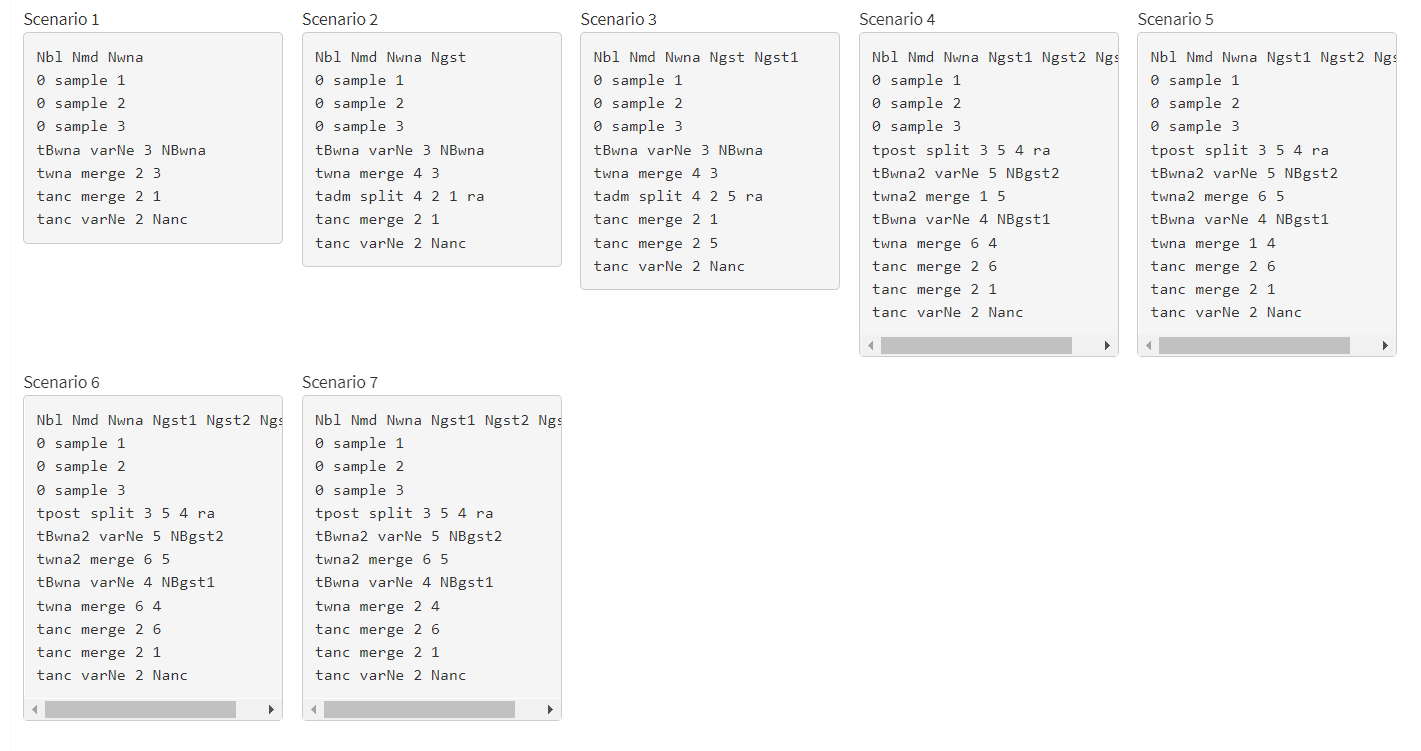 Scenario 1
Nbl Nmd Nwna
0 sample 1
0 sample 2
0 sample 3
tBwna varNe 3 NBwna
twna merge 2 3
tanc merge 2 1
tanc varNe 2 Nanc
Scenario 2
Nbl Nmd Nwna Ngst
0 sample 1
0 sample 2
0 sample 3
tBwna varNe 3 NBwna
twna merge 4 3
tadm split 4 2 1 ra
tanc merge 2 1
tanc varNe 2 Nanc
Scenario 3
Nbl Nmd Nwna Ngst Ngst1
0 sample 1
0 sample 2
0 sample 3
tBwna varNe 3 NBwna
twna merge 4 3
tadm split 4 2 5 ra
tanc merge 2 1
tanc merge 2 5
tanc varNe 2 Nanc
Scenario 4
Nbl Nmd Nwna Ngst1 Ngst2 Ngs
0 sample 1
0 sample 2
0 sample 3
tpost split 3 5 4 ra
tBwna2 varNe 5 NBgst2
twna2 merge 1 5
tBwna varNe 4 NBgst1
twna merge 6 4
tanc merge 2 6
tanc merge 2 1
tanc varNe 2 Nanc
Scenario 5
Nbl Nmd Nwna Ngst1 Ngst2 Ngs
0 sample 1
0 sample 2
0 sample 3
tpost split 3 5 4 ra
tBwna2 varNe 5 NBgst2
twna2 merge 6 5
tBwna varNe 4 NBgst1
twna merge 1 4
tanc merge 2 6
tanc merge 2 1
tanc varNe 2 Nanc
Scenario 6
Nbl Nmd Nwna Ngst1 Ngst2 Ngs
0 sample 1
0 sample 2
0 sample 3
tpost split 3 5 4 ra
tBwna2 varNe 5 NBgst2
twna2 merge 6 5
tBwna varNe 4 NBgst1
twna merge 6 4
tanc merge 2 6
tanc merge 2 1
tanc varNe 2 Nanc
Scenario 7
Nbl Nmd Nwna Ngst1 Ngst2 Ngs
0 sample 1
0 sample 2
0 sample 3
tpost split 3 5 4 ra
tBwna2 varNe 5 NBgst2
twna2 merge 6 5
tBwna varNe 4 NBgst1
twna merge 2 4
tanc merge 2 6
tanc merge 2 1
tanc varNe 2 Nanc